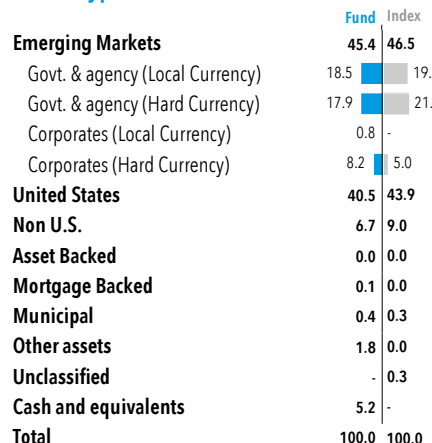 Fund Index
Emerging Markets 45.4 46.5
Govt. & agency (Local Currency) 18.5 19.
Govt. & agency (Hard Currency) 17.9 21.
Corporates (Local Currency) 0.8 -
Corporates (Hard Currency) 8.2 5.0
United States 40.5 43.9
Non U.S. 6.7 9.0
Asset Backed 0.0 0.0
Mortgage Backed 0.1 0.0
Municipal 0.4 0.3
Other assets 1.8 0.0
Unclassified - 0.3
Cash and equivalents 5.2 -
Total 100.0 100.0